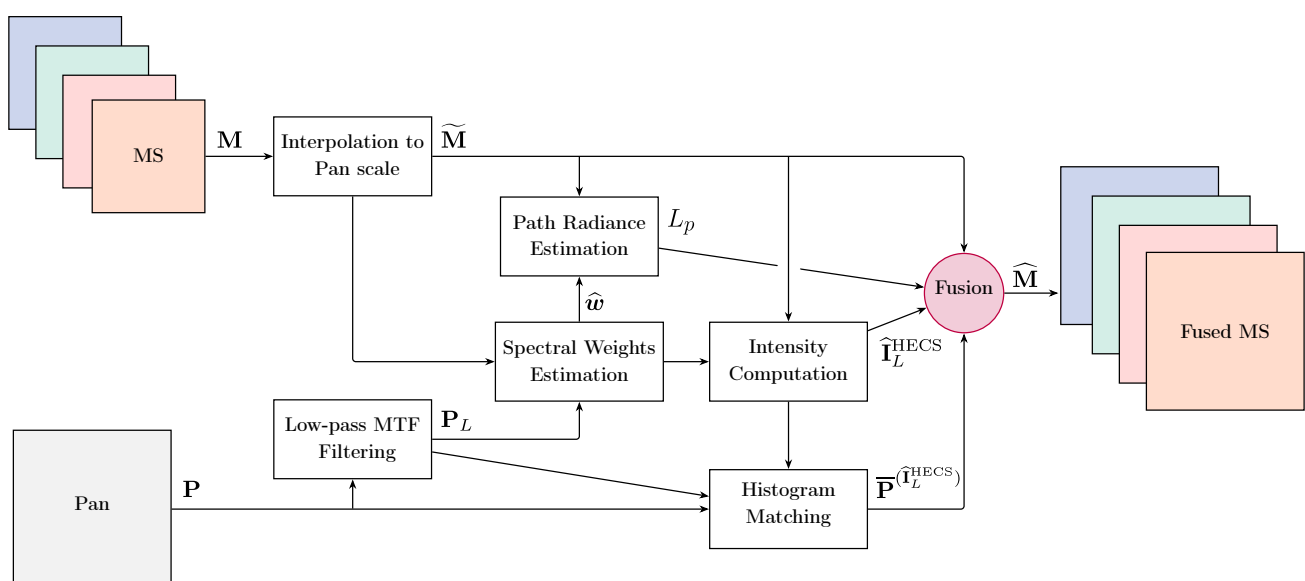 MS
M
Interpolation to
Pan scale
M̃
Path Radiance
Estimation
L_p
ŵ
Fusion
M̂
Fused MS
Spectral Weights
Estimation
Intensity
Computation
Î_L^HECS
Low-pass MTF
Filtering
P_L
Pan
P
Histogram
Matching
P̅^(Î_L^HECS)